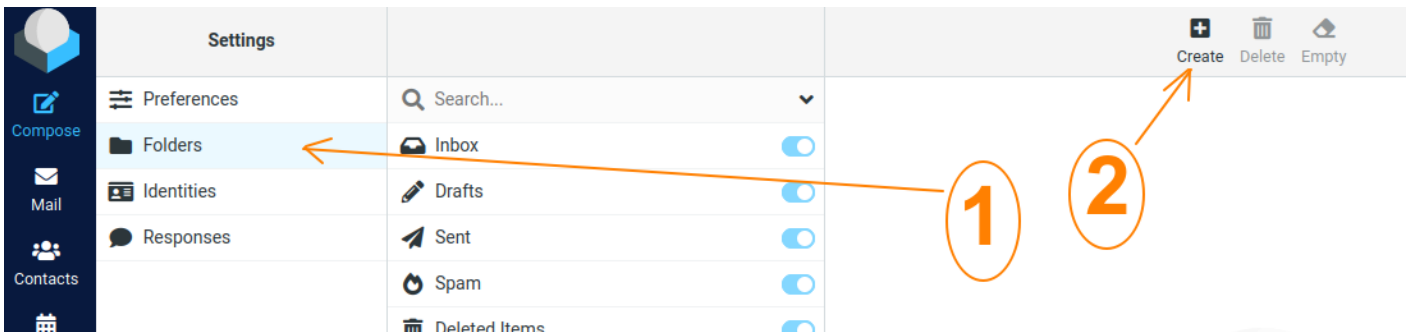 Settings
Create Delete Empty
Compose
Mail
Contacts
Preferences
Folders
Identities
Responses
Search...
Inbox
Drafts
Sent
Spam
Deleted Items
1
2